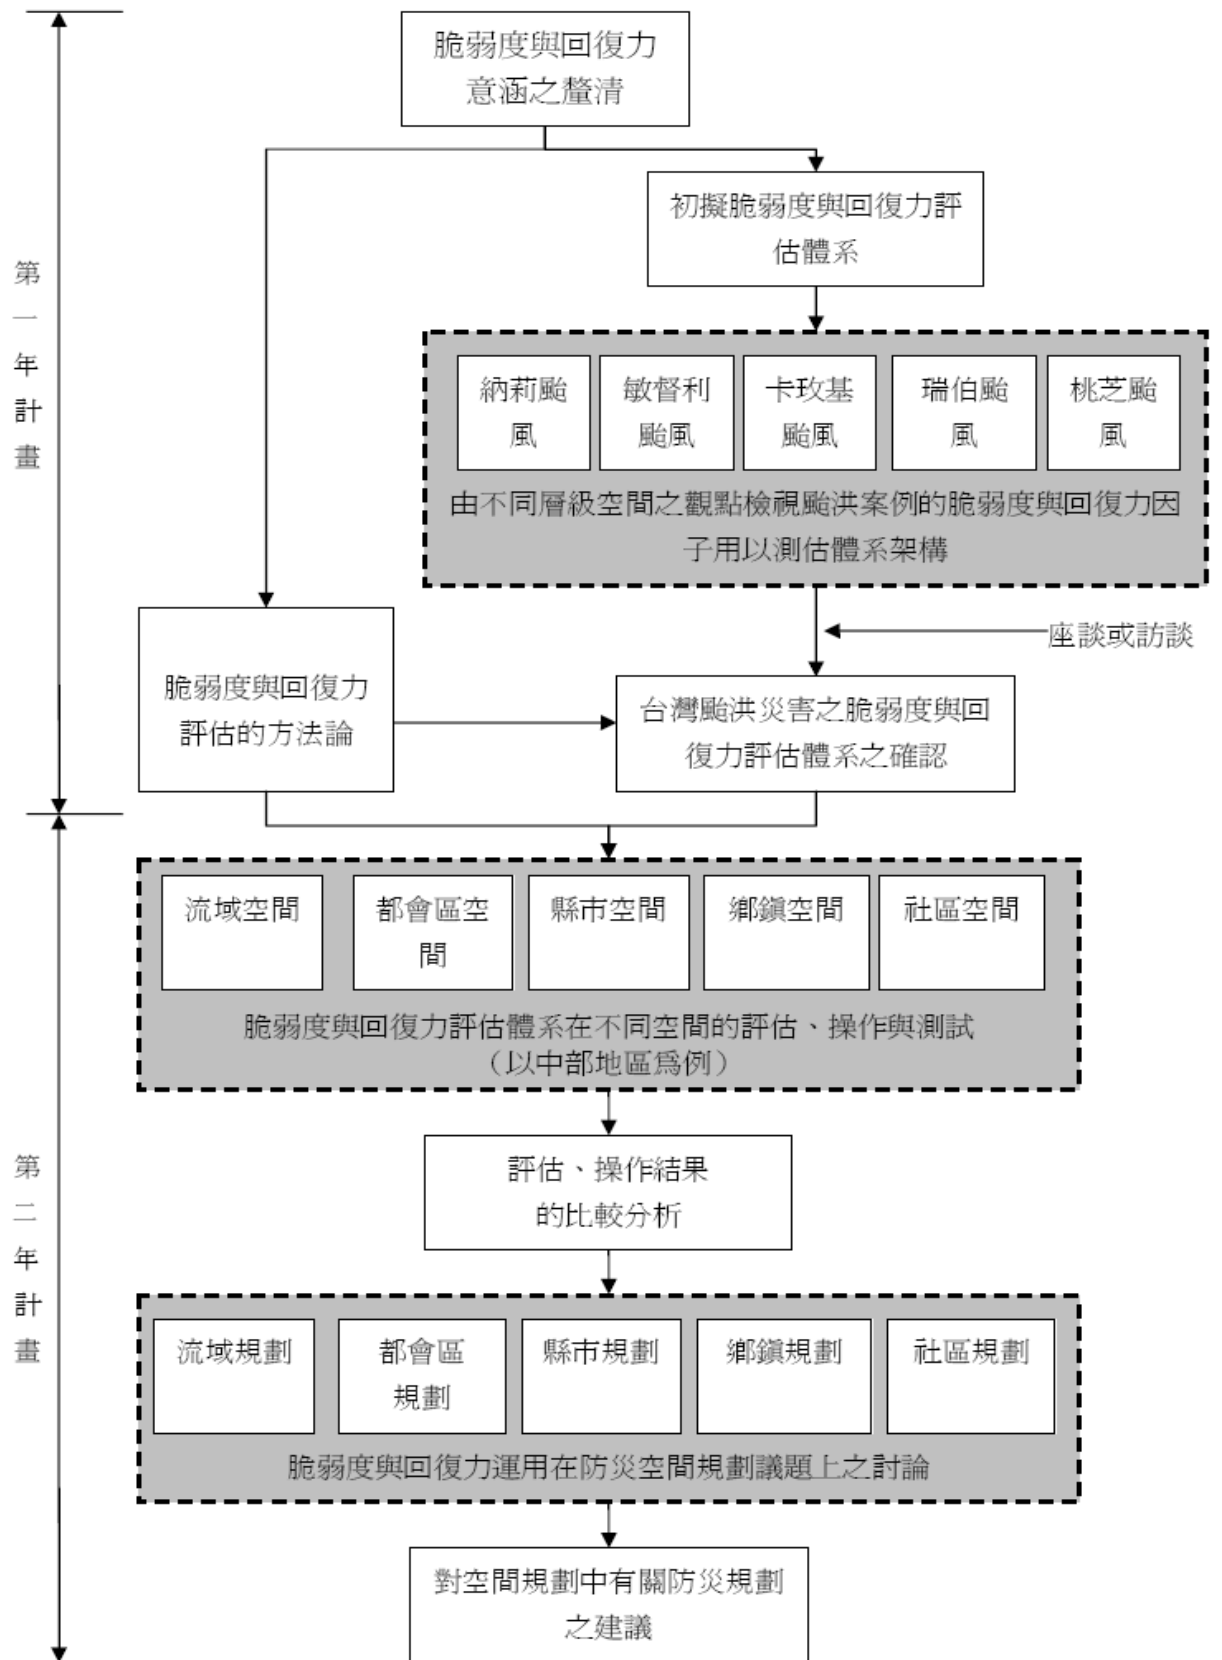 脆弱度與回復力
意涵之釐清
初擬脆弱度與回復力評
估體系
第一年計畫
納莉颱
風
敏督利
颱風
卡玫基
颱風
瑞伯颱
風
桃芝颱
風
由不同層級空間之觀點檢視颱洪案例的脆弱度與回復力因
子用以測估體系架構
座談或訪談
脆弱度與回復力
評估的方法論
台灣颱洪災害之脆弱度與回
復力評估體系之確認
流域空間
都會區空
間
縣市空間
鄉鎮空間
社區空間
脆弱度與回復力評估體系在不同空間的評估、操作與測試
（以中部地區為例）
第二年計畫
評估、操作結果
的比較分析
流域規劃
都會區
規劃
縣市規劃
鄉鎮規劃
社區規劃
脆弱度與回復力運用在防災空間規劃議題上之討論
對空間規劃中有關防災規劃
之建議